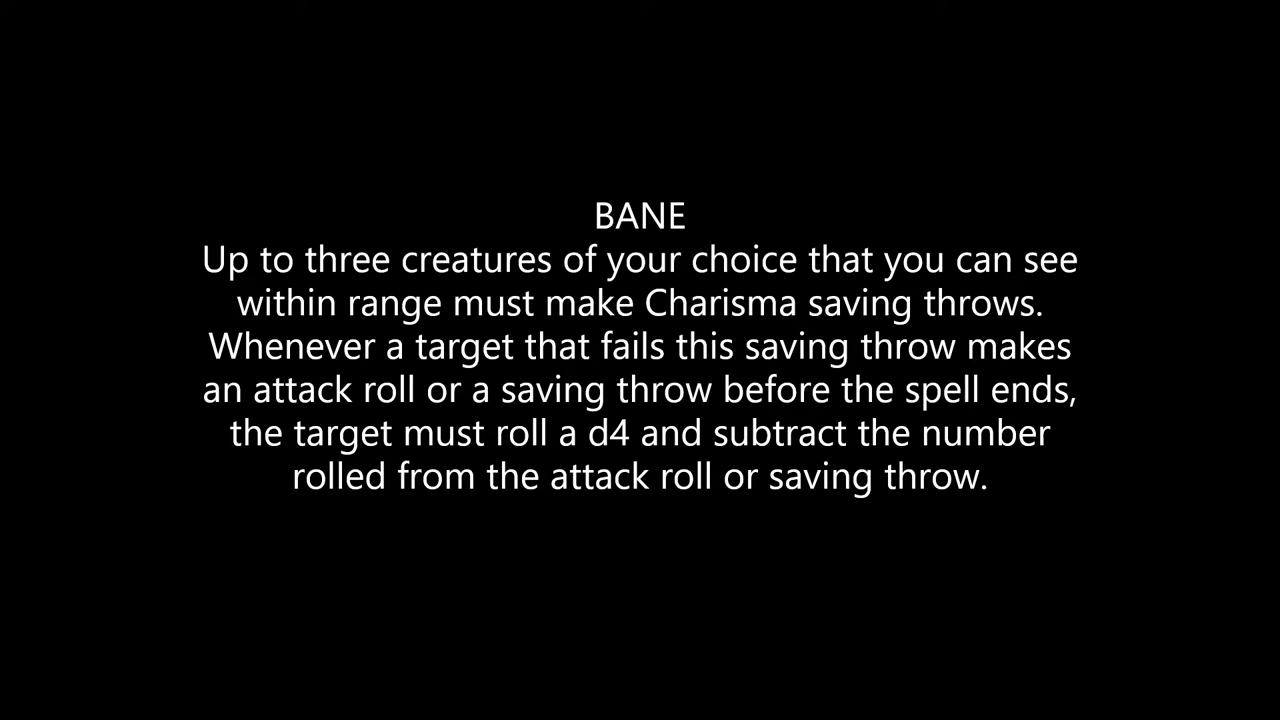 BANE
Up to three creatures of your choice that you can see
within range must make Charisma saving throws.
Whenever a target that fails this saving throw makes
an attack roll or a saving throw before the spell ends,
the target must roll a d4 and subtract the number
rolled from the attack roll or saving throw.